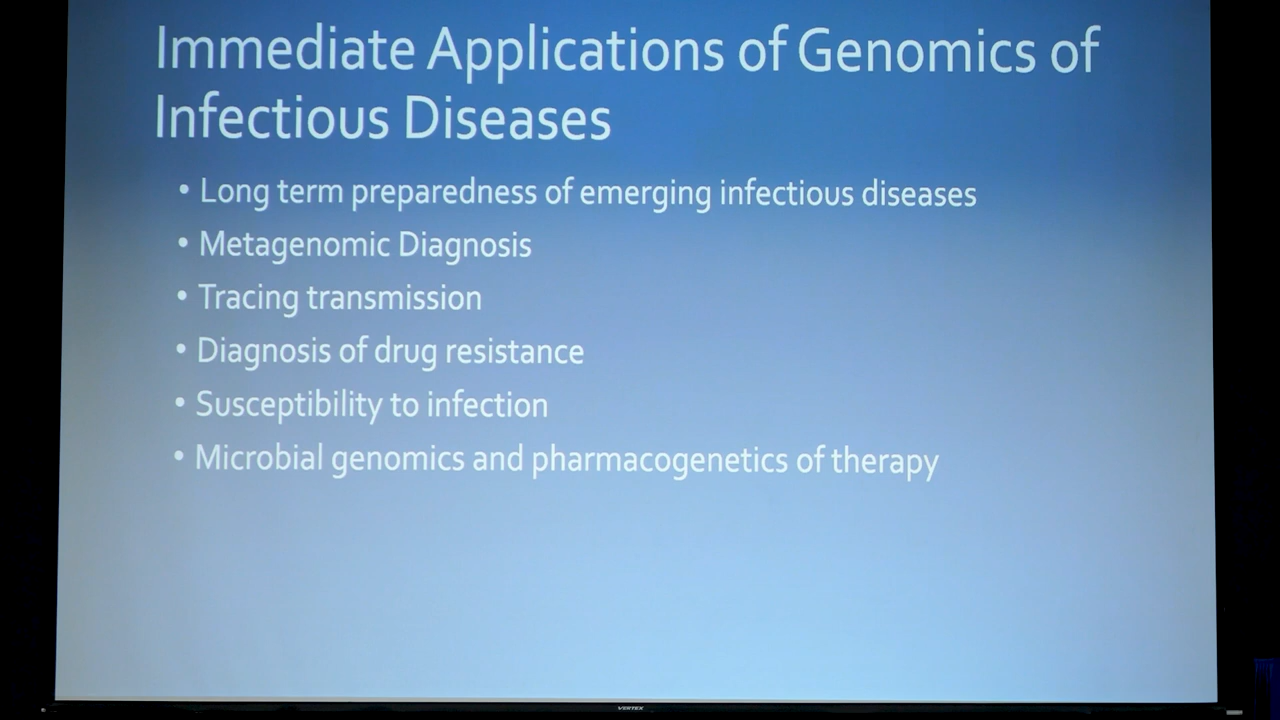 Immediate Applications of Genomics of
Infectious Diseases
• Long term preparedness of emerging infectious diseases
• Metagenomic Diagnosis
• Tracing transmission
• Diagnosis of drug resistance
• Susceptibility to infection
• Microbial genomics and pharmacogenetics of therapy
VERTEX